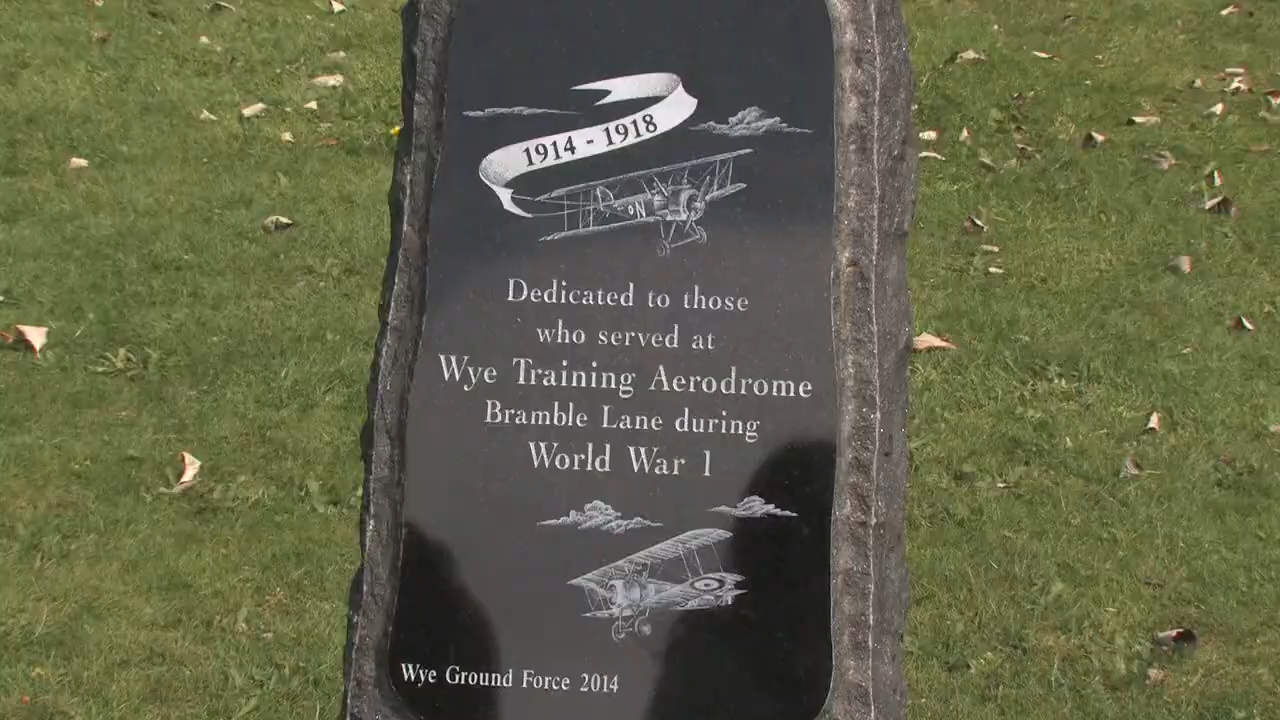 1914 - 1918
N
Dedicated to those
who served at
Wye Training Aerodrome
Bramble Lane during
World War 1
Wye Ground Force 2014